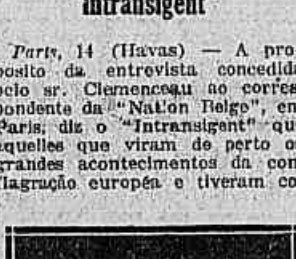 Intransigent
Paris, 14 (Havas) — A pro
posito da entrevista concedida
pelo sr. Clemenceau ao corres
pondente da "Nation Belge", em
Paris, diz o "Intransigent" que
aquelles que viram de perto os
grandes acontecimentos da con
flagração européa e tiveram co